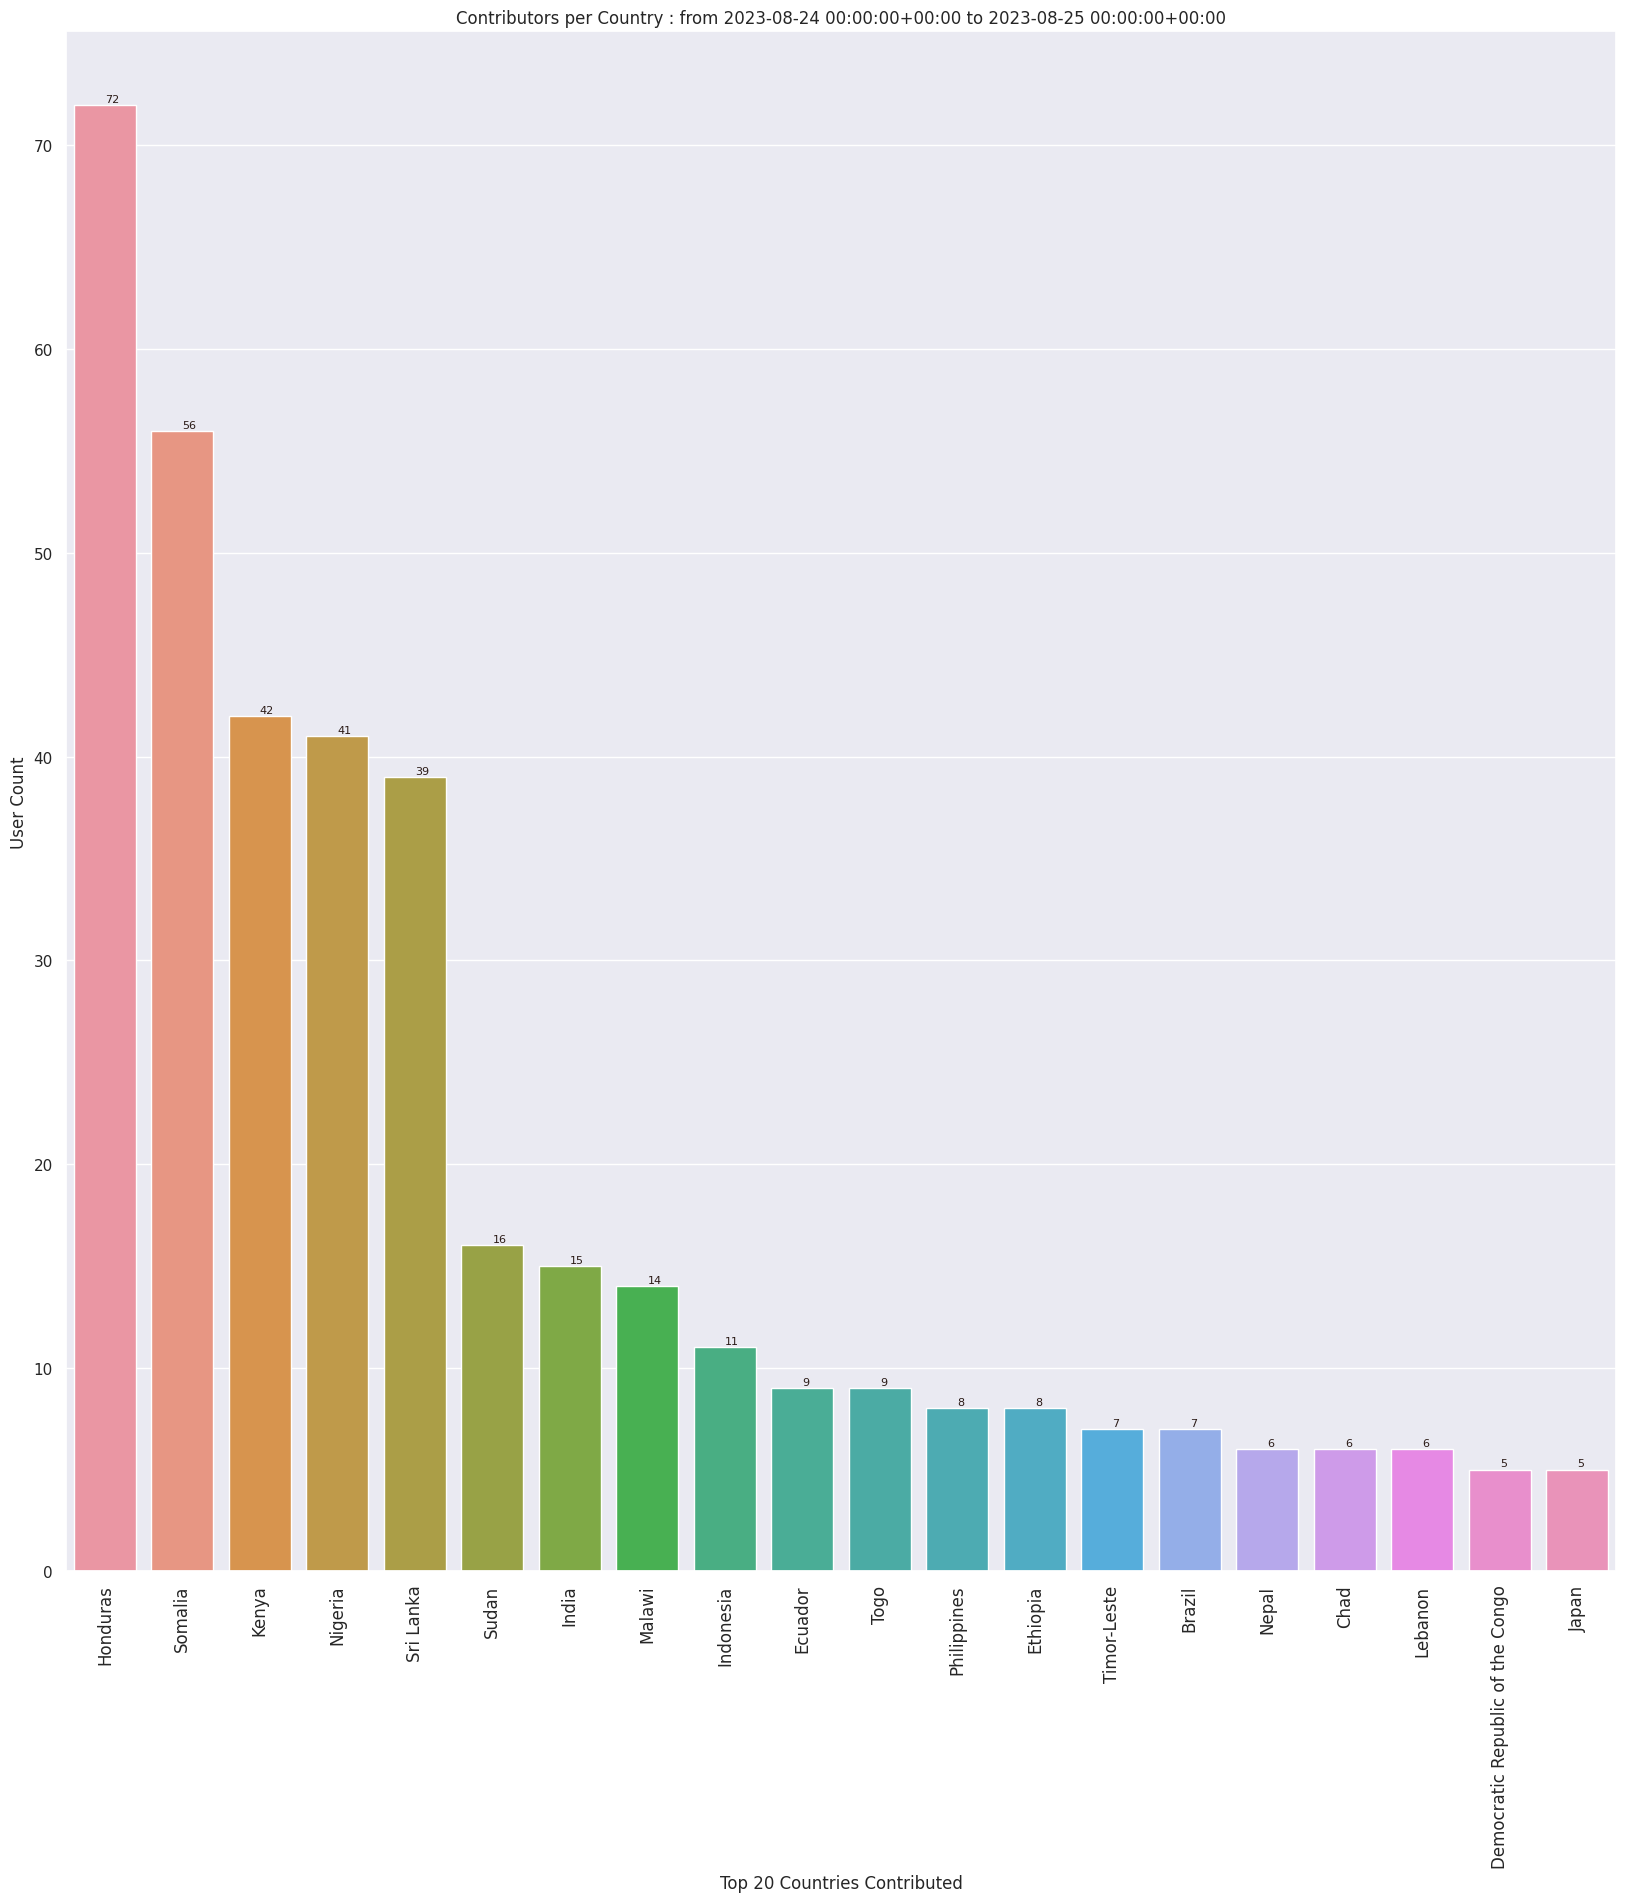 Contributors per Country : from 2023-08-24 00:00:00+00:00 to 2023-08-25 00:00:00+00:00
User Count
70
60
50
40
30
20
10
0
72
56
42
41
39
16
15
14
11
9
9
8
8
7
7
6
6
6
5
5
Honduras
Somalia
Kenya
Nigeria
Sri Lanka
Sudan
India
Malawi
Indonesia
Ecuador
Togo
Philippines
Ethiopia
Timor-Leste
Brazil
Nepal
Chad
Lebanon
Democratic Republic of the Congo
Japan
Top 20 Countries Contributed